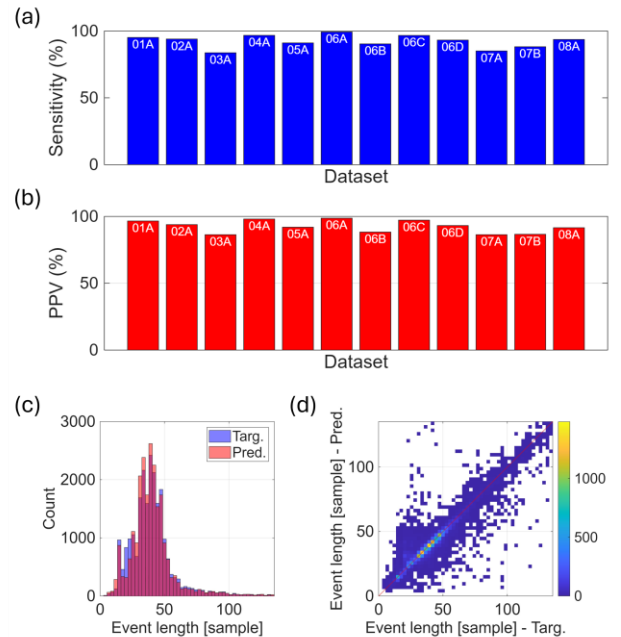 (a)
Sensitivity (%)
100
50
0
01A 02A 03A 04A 05A 06A 06B 06C 06D 07A 07B 08A
Dataset
(b)
PPV (%)
100
50
0
01A 02A 03A 04A 05A 06A 06B 06C 06D 07A 07B 08A
Dataset
(c)
Count
3000
2000
1000
0
Targ.
Pred.
0 50 100
Event length [sample]
(d)
Event length [sample] - Pred.
100
50
0
0 50 100
Event length [sample] - Targ.
1000
500
0